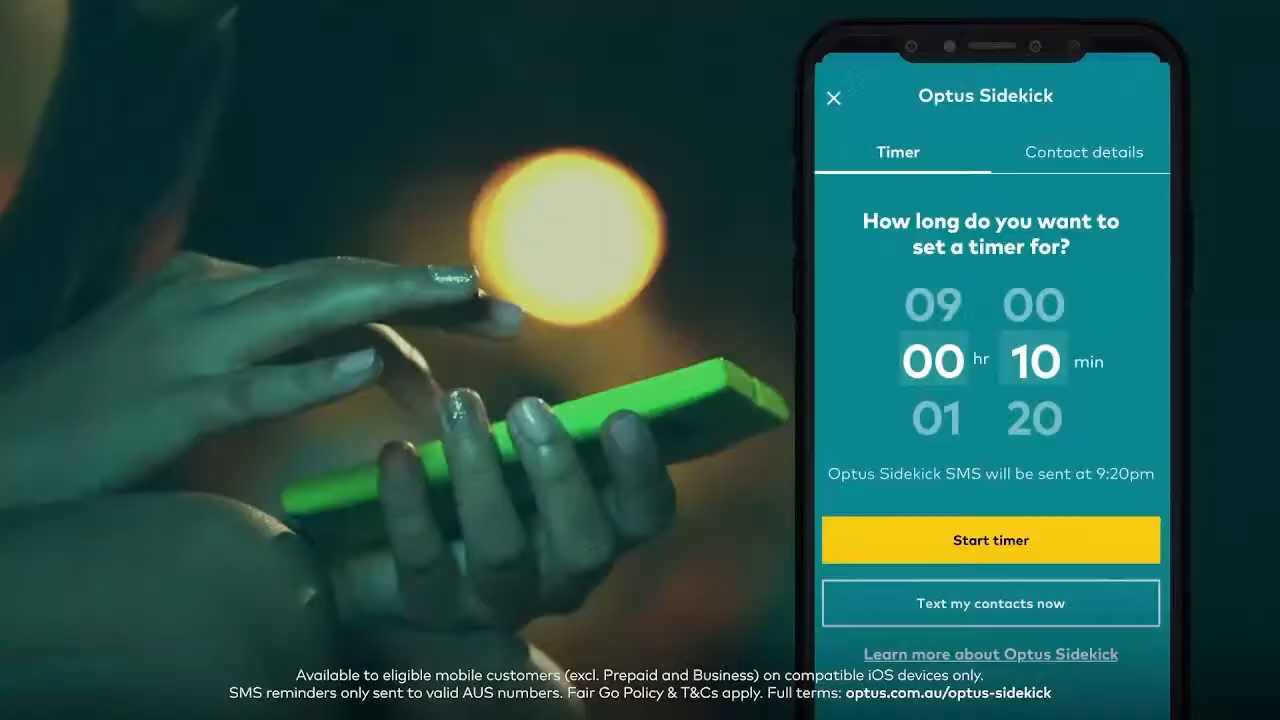 Optus Sidekick
Timer
Contact details
How long do you want to
set a timer for?
09 00
00 hr 10 min
01 20
Optus Sidekick SMS will be sent at 9:20pm
Start timer
Text my contacts now
Learn more about Optus Sidekick
Available to eligible mobile customers (excl. Prepaid and Business) on compatible iOS devices only.
SMS reminders only sent to valid AUS numbers. Fair Go Policy & T&Cs apply. Full terms: optus.com.au/optus-sidekick